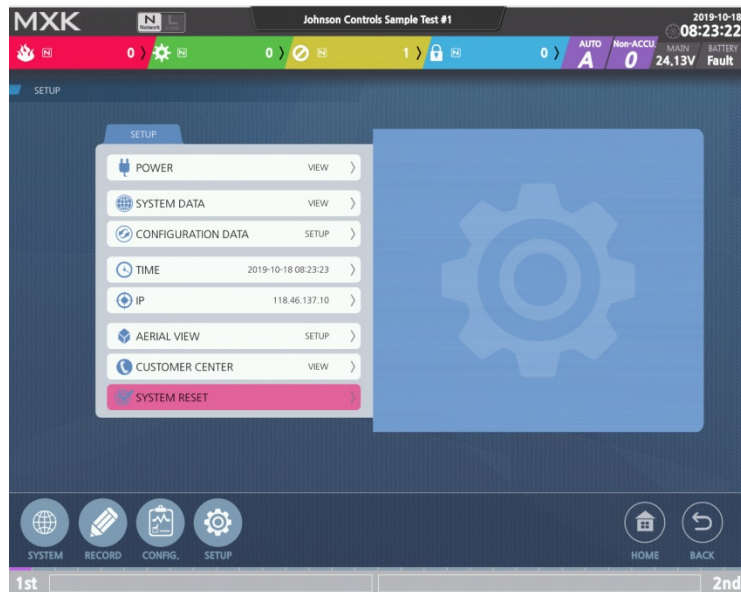 MXK
N
Network
L
Johnson Controls Sample Test #1
2019-10-18
08:23:22
N 0
N 0
N 1
N 0
AUTO
A
Non-ACCU
0
MAIN
24.13V
BATTERY
Fault
SETUP
SETUP
POWER VIEW
SYSTEM DATA VIEW
CONFIGURATION DATA SETUP
TIME 2019-10-18 08:23:23
IP 118.46.137.10
AERIAL VIEW SETUP
CUSTOMER CENTER VIEW
SYSTEM RESET
SYSTEM RECORD CONFIG. SETUP HOME BACK
1st 2nd